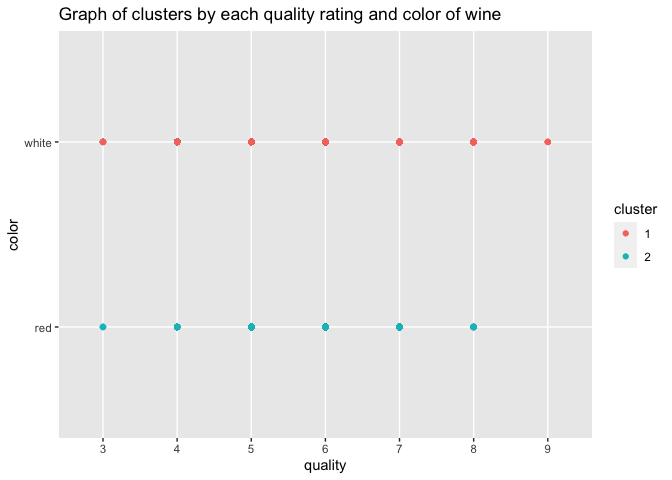 Graph of clusters by each quality rating and color of wine
color
white
red
3 4 5 6 7 8 9
quality
cluster
1
2